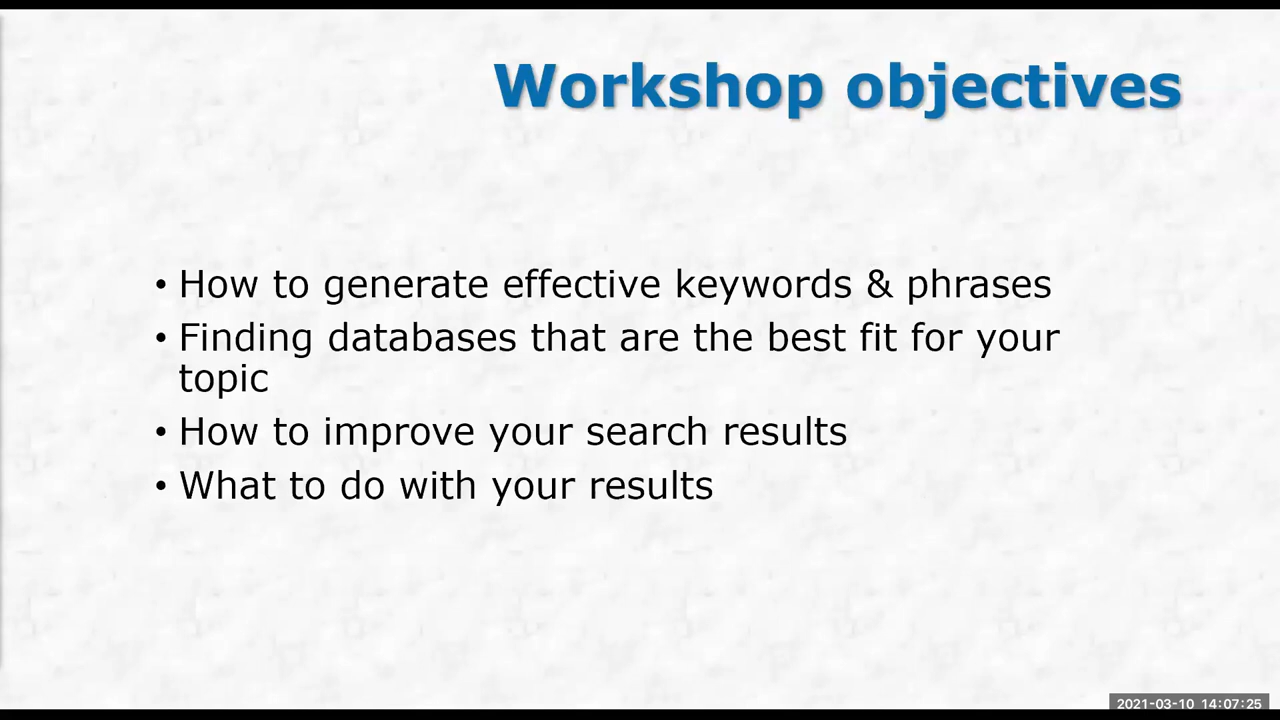 Workshop objectives
• How to generate effective keywords & phrases
• Finding databases that are the best fit for your
topic
• How to improve your search results
• What to do with your results
2021-03-10 14:07:25